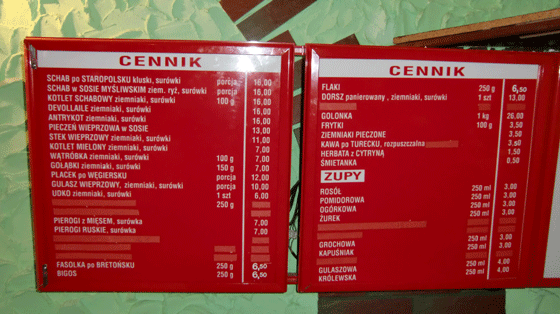 CENNIK
SCHAB po STAROPOLSKU kluski, surówki porcja 16,00
SCHAB w SOSIE MYŚLIWSKIM ziem. ryż, surówki porcja 16,00
KOTLET SCHABOWY ziemniaki, surówki 100 g 16,00
DEVOLLAILE ziemniaki, surówki 16,00
ANTRYKOT ziemniaki, surówki 16,00
PIECZEŃ WIEPRZOWA w SOSIE 13,00
STEK WIEPRZOWY ziemniaki, surówki 11,00
KOTLET MIELONY ziemniaki, surówki 7,00
WĄTRÓBKA ziemniaki, surówki 100 g 7,00
GOŁĄBKI ziemniaki, surówki 150 g 7,00
PLACEK po WĘGIERSKU porcja 12,00
GULASZ WIEPRZOWY, ziemniaki, surówki porcja 10,00
UDKO ziemniaki, surówki 1 szt 6,00
250 g
PIEROGI z MIĘSEM, surówka 7,00
PIEROGI RUSKIE, surówka 7,00
FASOLKA po BRETOŃSKU 250 g 6,50
BIGOS 250 g 6,50
CENNIK
FLAKI 250 g 6,50
DORSZ panierowany , ziemniaki, surówki 1 szt 13,00
GOLONKA 1 kg 26,00
FRYTKI 100 g 3,50
ZIEMNIAKI PIECZONE 3,50
KAWA po TURECKU, rozpuszczalna 3,50
HERBATA z CYTRYNĄ 1,50
ŚMIETANKA 0,50
ZUPY
ROSÓŁ 250 ml 3,00
POMIDOROWA 250 ml 3,00
OGÓRKOWA 250 ml 3,00
ŻUREK 250 ml 3,00
GROCHOWA 250 ml 3,00
KAPUŚNIAK 250 ml 3,00
GULASZOWA 250 ml 4,00
KRÓLEWSKA 250 ml 4,00